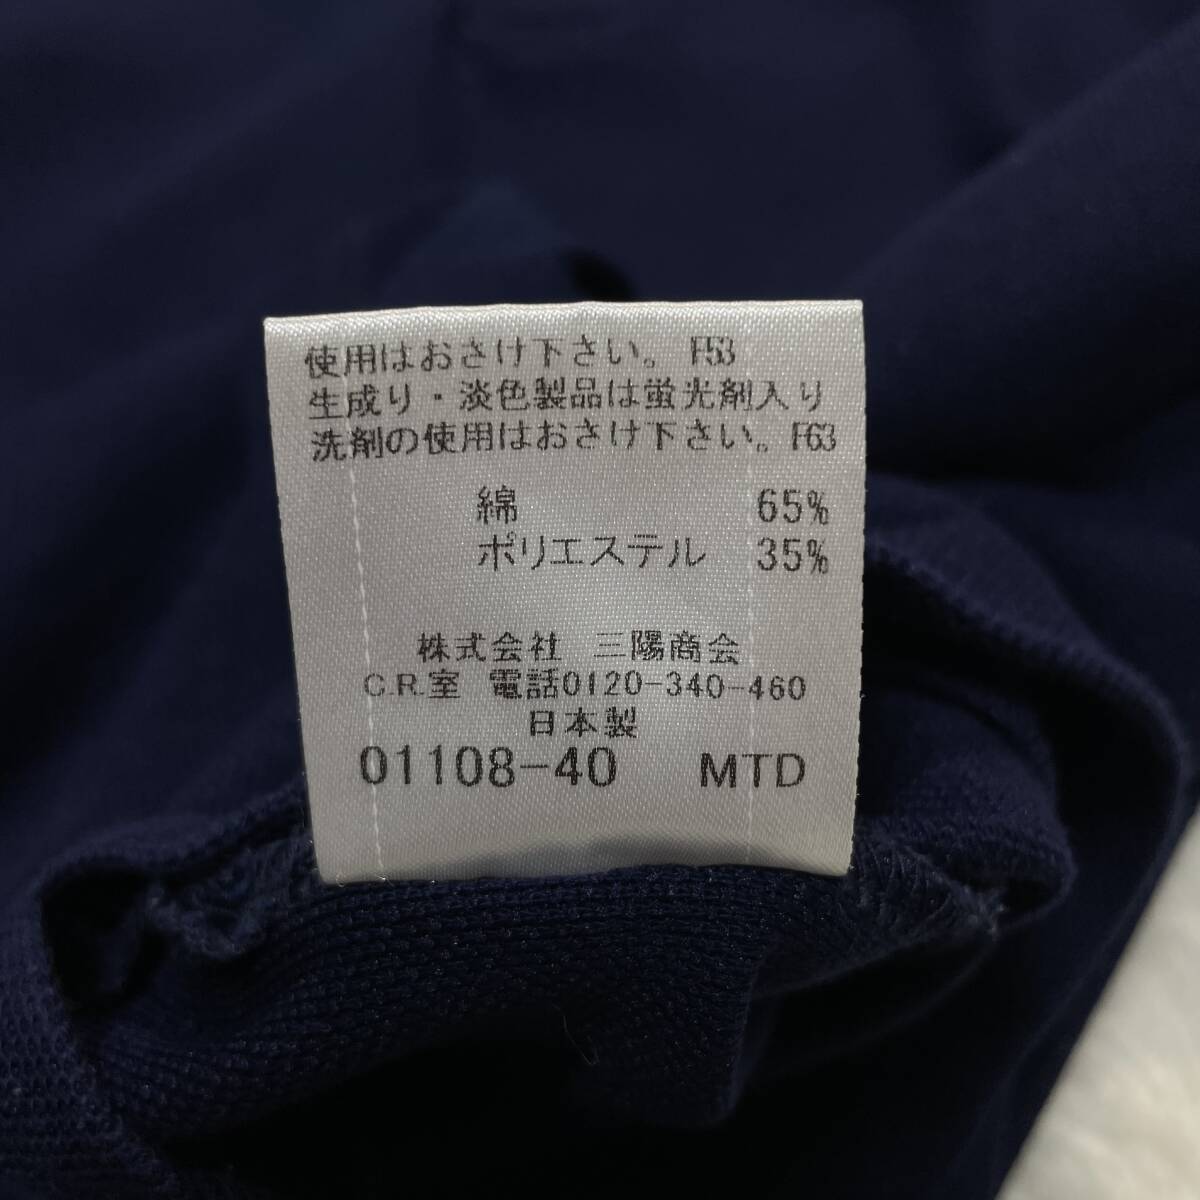 使用はおさけ下さい。F53
生成り・淡色製品は蛍光剤入り
洗剤の使用はおさけ下さい。F63
綿 65%
ポリエステル 35%
株式会社 三陽商会
C.R.室 電話0120-340-460
日本製
01108-40 MTD